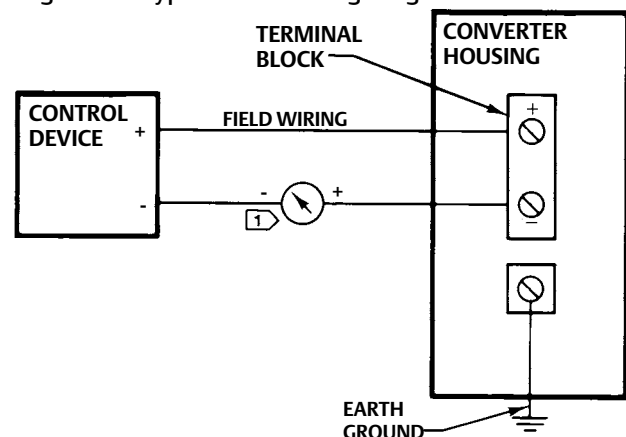 TERMINAL
BLOCK
CONVERTER
HOUSING
CONTROL
DEVICE
+
FIELD WIRING
+
-
-
+
1
-
EARTH
GROUND